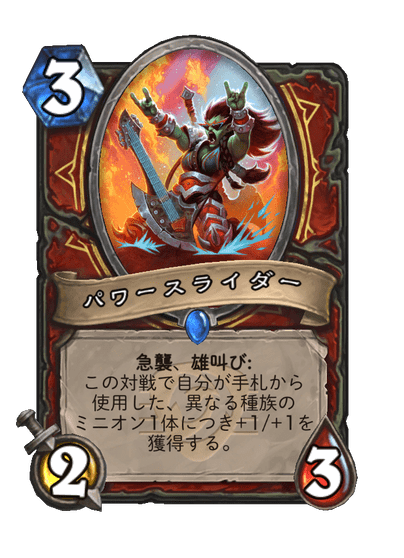 3
パワースライダー
急襲、雄叫び:
この対戦で自分が手札から
使用した、異なる種族の
ミニオン1体につき+1/+1を
獲得する。
2
3